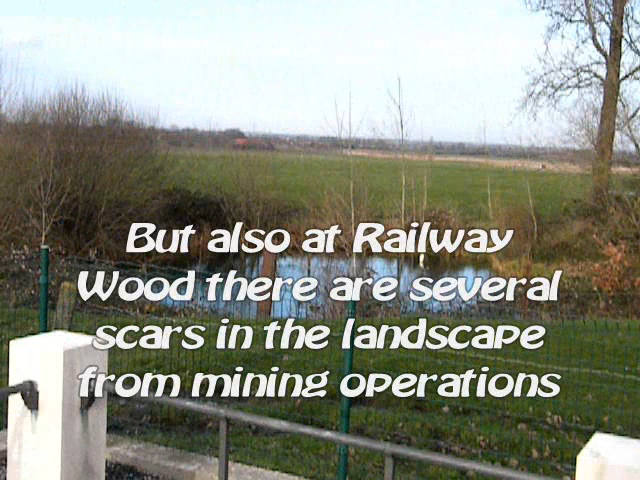 But also at Railway
Wood there are several
scars in the landscape
from mining operations